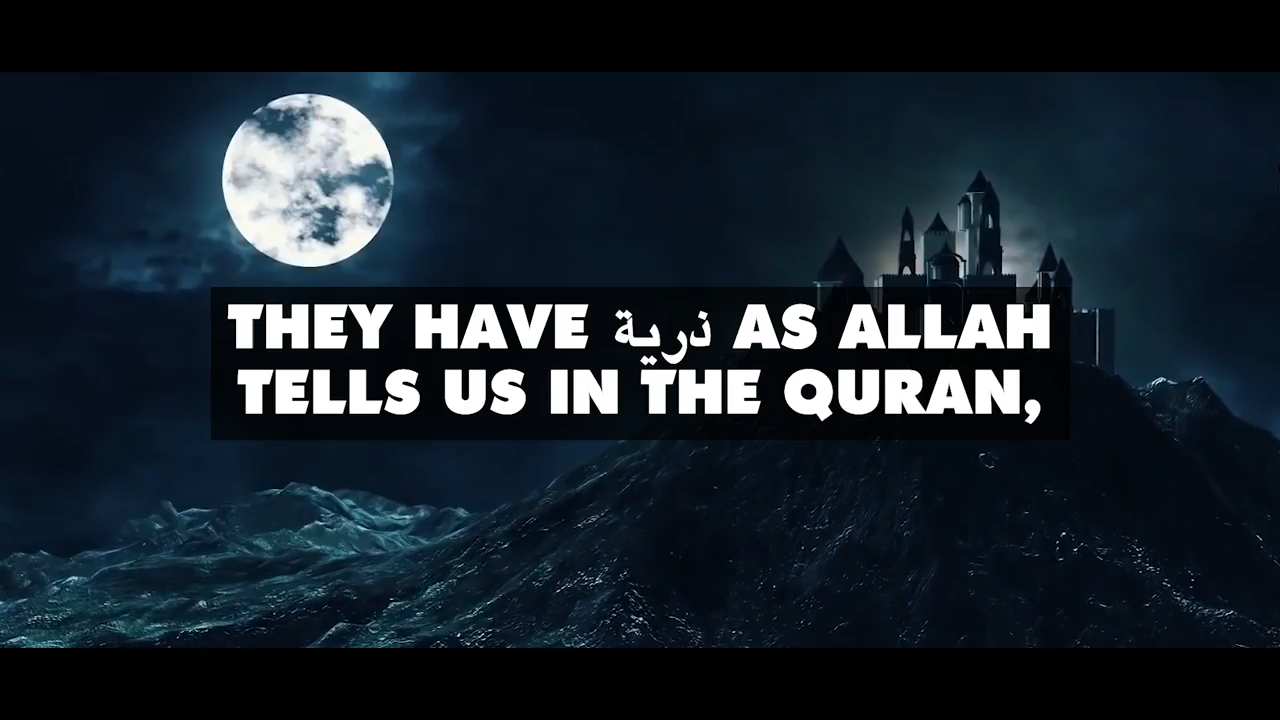 THEY HAVE ذرية AS ALLAH
TELLS US IN THE QURAN,